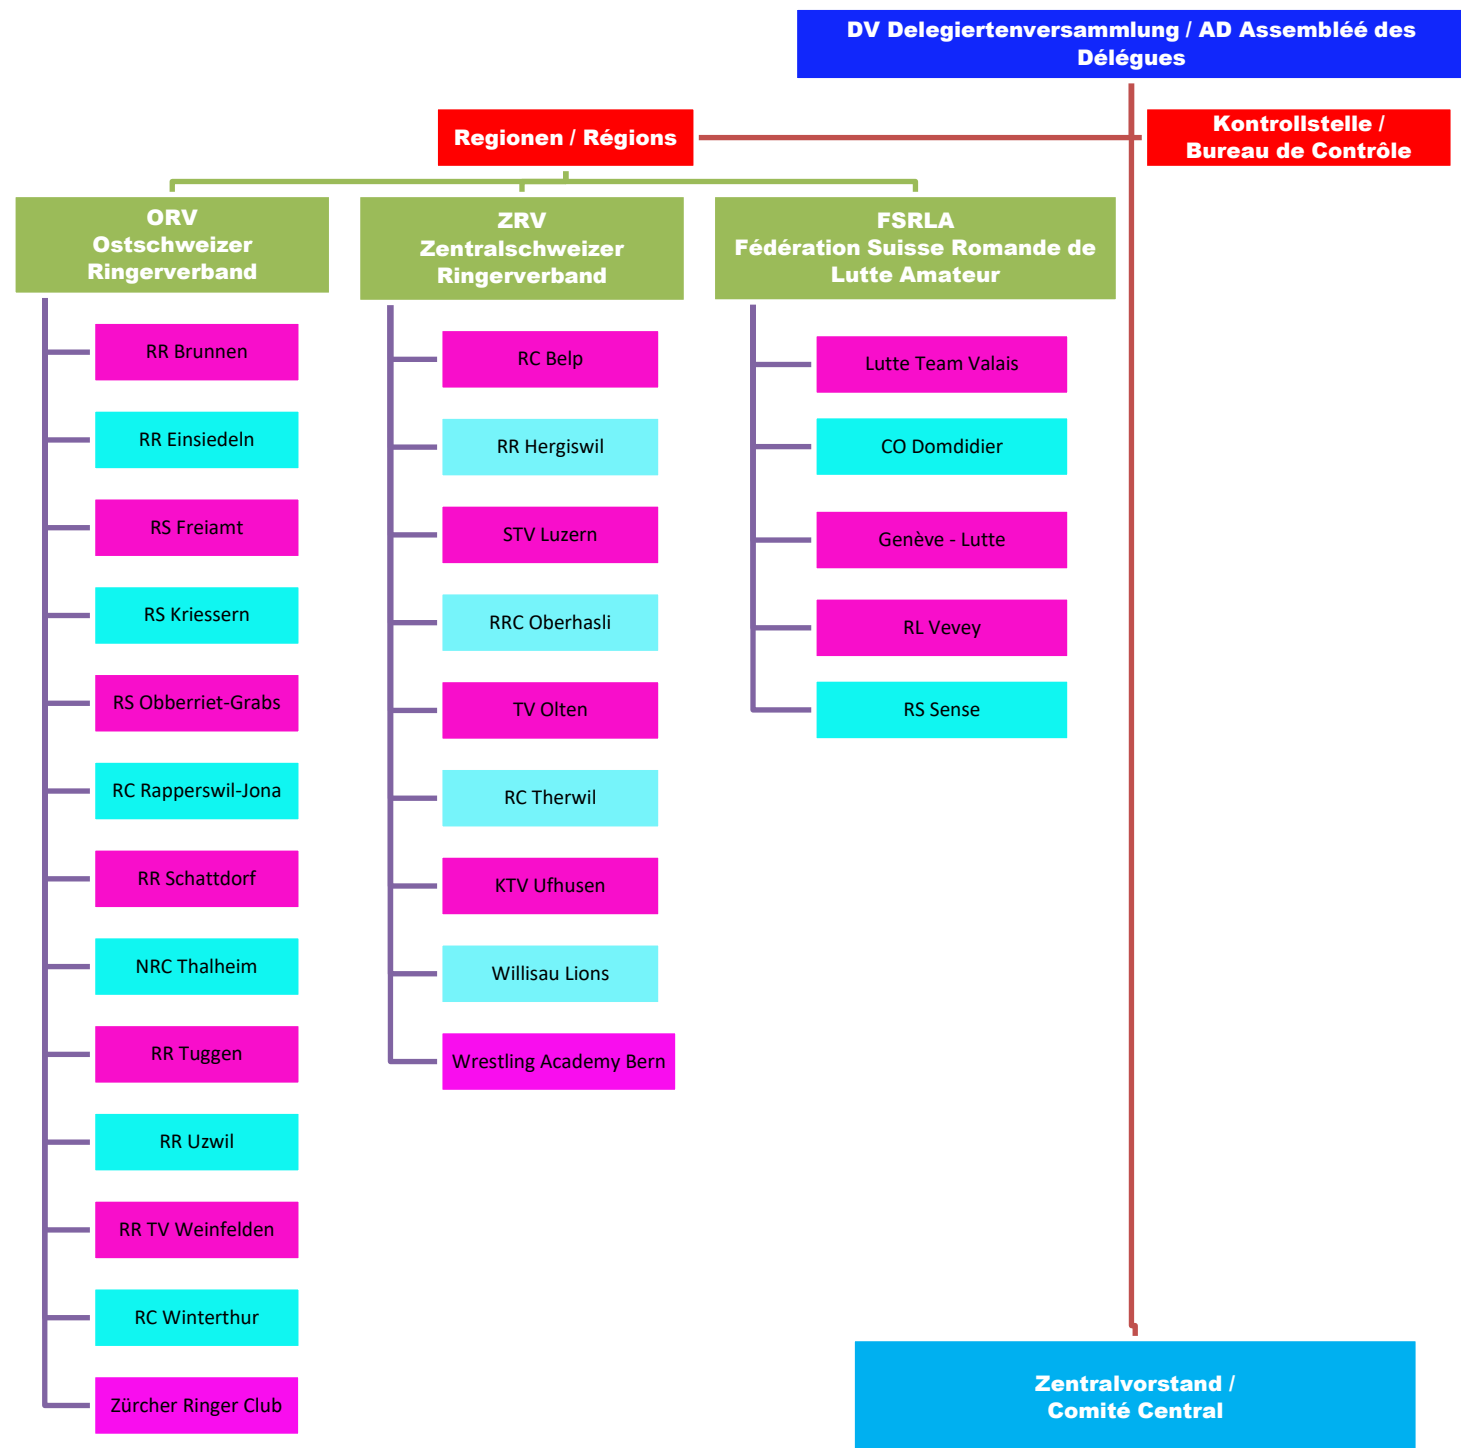 DV Delegiertenversammlung / AD Assembléé des
Délégues
Regionen / Régions
Kontrollstelle /
Bureau de Contrôle
ORV
Ostschweizer
Ringerverband
RR Brunnen
RR Einsiedeln
RS Freiamt
RS Kriessern
RS Obberriet-Grabs
RC Rapperswil-Jona
RR Schattdorf
NRC Thalheim
RR Tuggen
RR Uzwil
RR TV Weinfelden
RC Winterthur
Zürcher Ringer Club
ZRV
Zentralschweizer
Ringerverband
RC Belp
RR Hergiswil
STV Luzern
RRC Oberhasli
TV Olten
RC Therwil
KTV Ufhusen
Willisau Lions
Wrestling Academy Bern
FSRLA
Fédération Suisse Romande de
Lutte Amateur
Lutte Team Valais
CO Domdidier
Genève - Lutte
RL Vevey
RS Sense
Zentralvorstand /
Comité Central